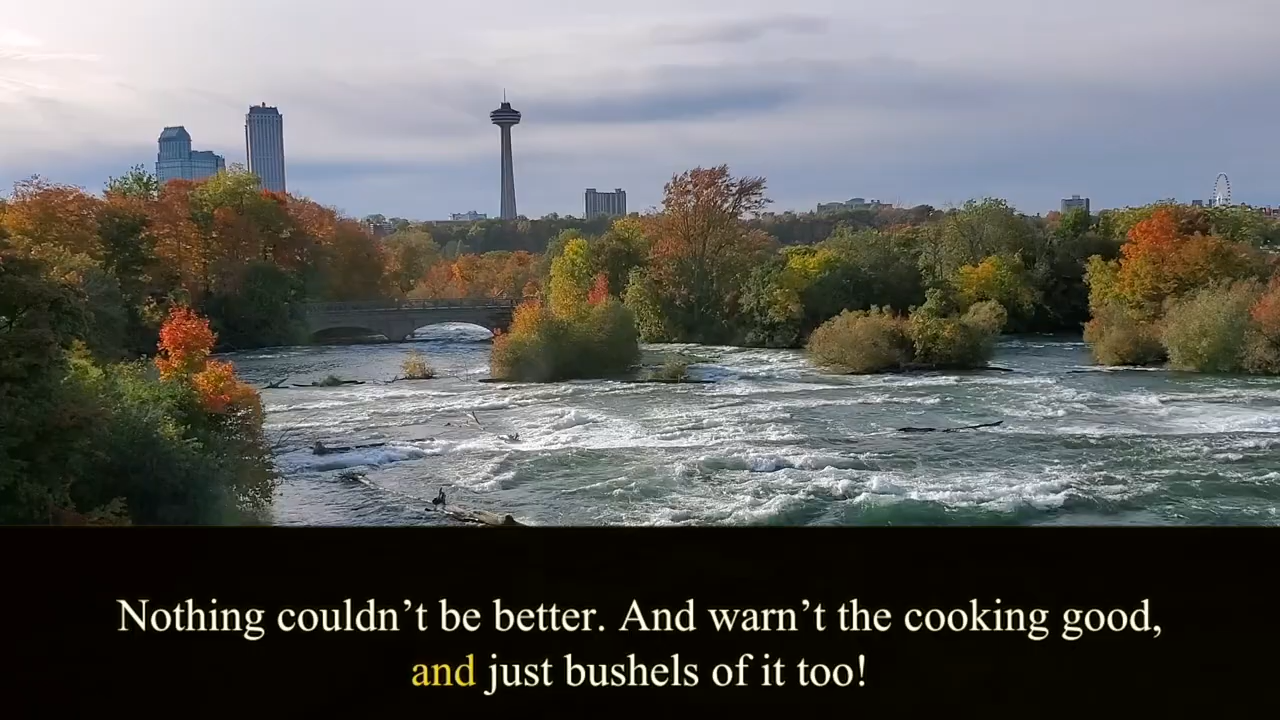 Nothing couldn’t be better. And warn’t the cooking good,
and just bushels of it too!